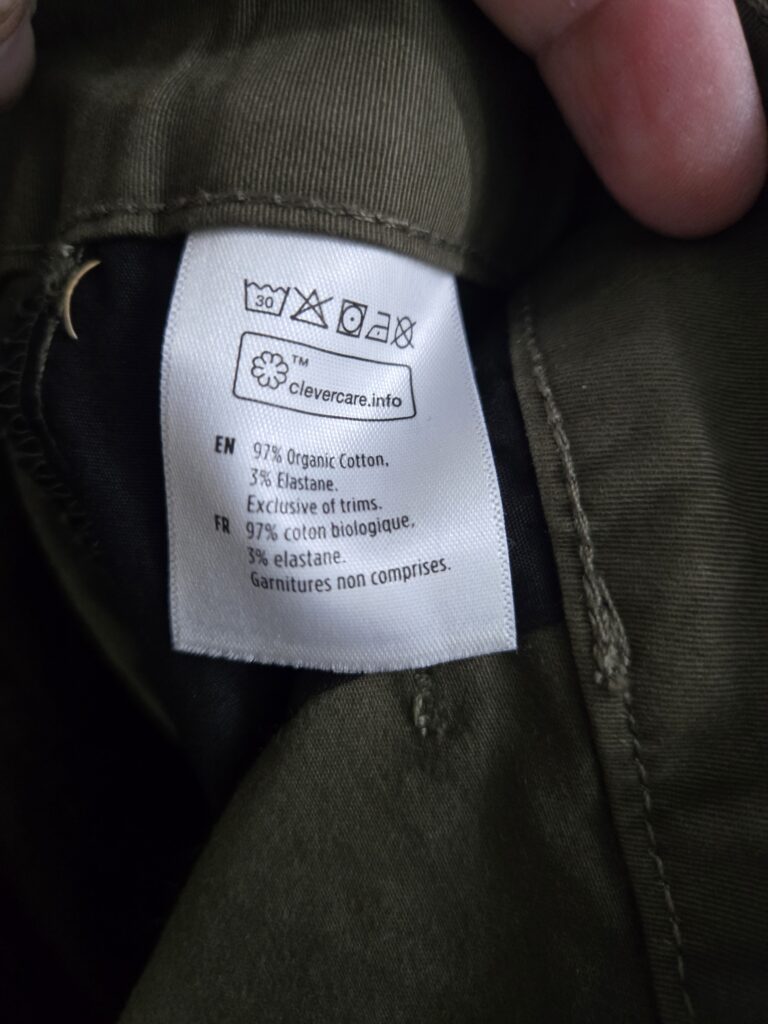 30
™
clevercare.info
EN 97% Organic Cotton,
3% Elastane.
Exclusive of trims.
FR 97% coton biologique,
3% elastane.
Garnitures non comprises.